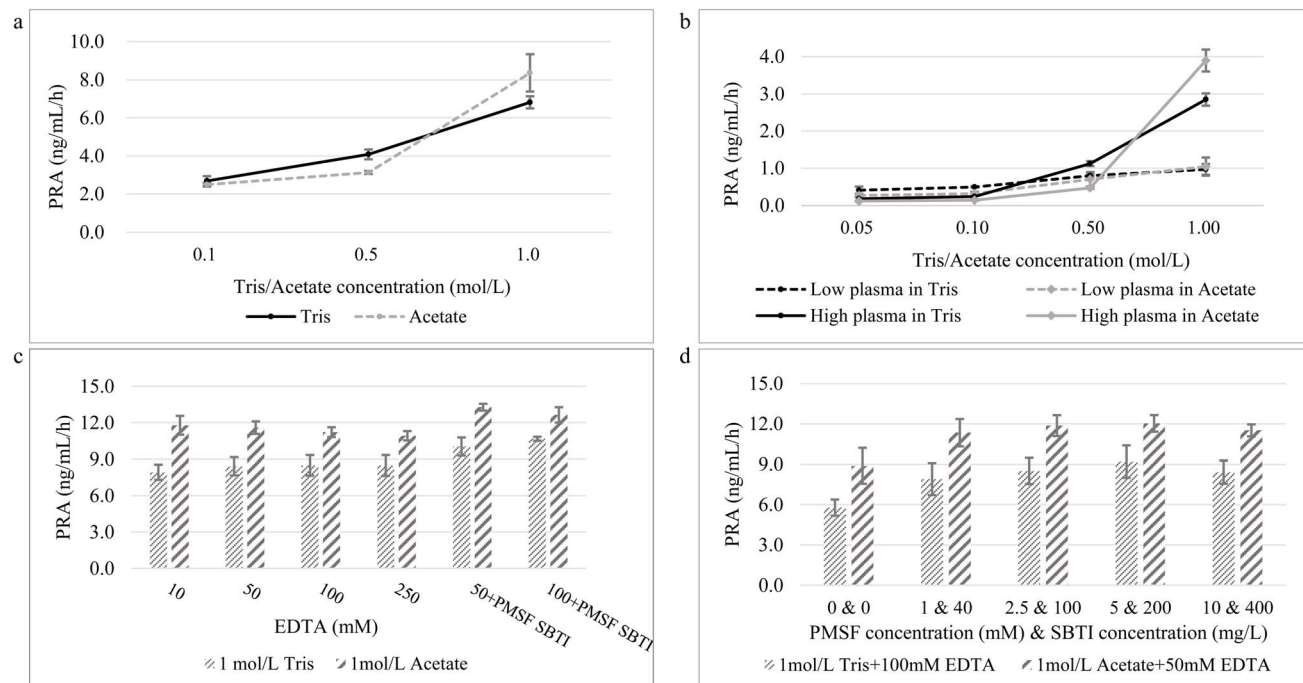 a
10.0
8.0
6.0
4.0
2.0
0.0
PRA (ng/mL/h)
0.1 0.5 1.0
Tris/Acetate concentration (mol/L)
Tris Acetate
b
4.0
3.0
2.0
1.0
0.0
PRA (ng/mL/h)
0.05 0.10 0.50 1.00
Tris/Acetate concentration (mol/L)
Low plasma in Tris Low plasma in Acetate
High plasma in Tris High plasma in Acetate
c
15.0
12.0
9.0
6.0
3.0
0.0
PRA (ng/mL/h)
10 50 100 250 50+PMSF SBTI 100+PMSF SBTI
EDTA (mM)
1 mol/L Tris 1mol/L Acetate
d
15.0
12.0
9.0
6.0
3.0
0.0
PRA (ng/mL/h)
0 & 0 1 & 40 2.5 & 100 5 & 200 10 & 400
PMSF concentration (mM) & SBTI concentration (mg/L)
1mol/L Tris+100mM EDTA 1mol/L Acetate+50mM EDTA